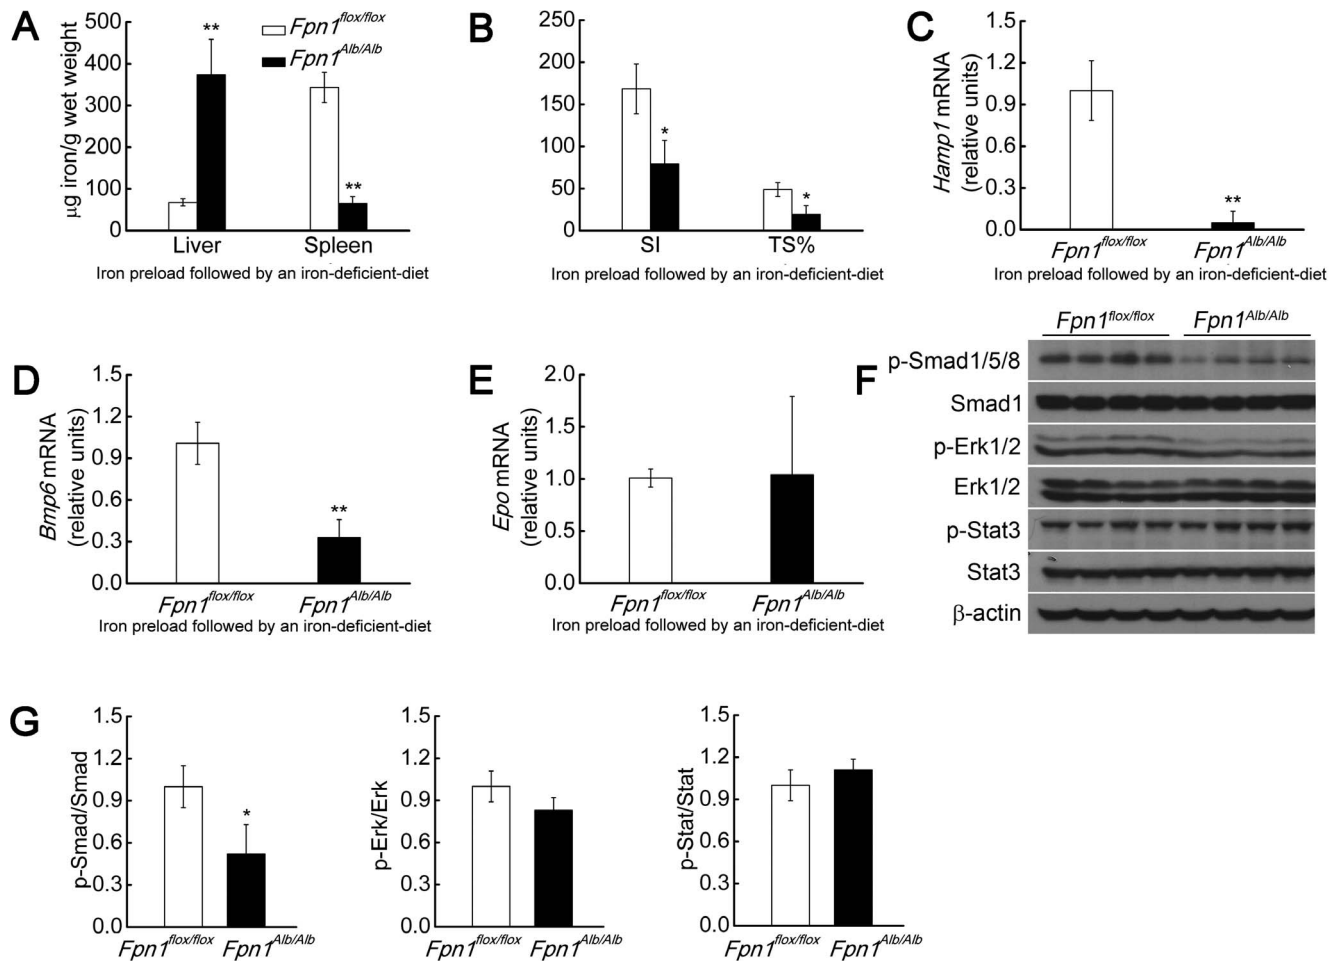 A
µg iron/g wet weight
500
400
300
200
100
0
**
**
Fpn1flox/flox
Fpn1Alb/Alb
Liver
Spleen
Iron preload followed by an iron-deficient-diet
B
250
200
150
100
50
0
*
*
SI
TS%
Iron preload followed by an iron-deficient-diet
C
Hamp1 mRNA
(relative units)
1.5
1.2
0.9
0.6
0.3
0.0
**
Fpn1flox/flox
Fpn1Alb/Alb
Iron preload followed by an iron-deficient-diet
D
Bmp6 mRNA
(relative units)
1.5
1.2
0.9
0.6
0.3
0.0
**
Fpn1flox/flox
Fpn1Alb/Alb
Iron preload followed by an iron-deficient-diet
E
Epo mRNA
(relative units)
2.0
1.5
1.0
0.5
0.0
Fpn1flox/flox
Fpn1Alb/Alb
Iron preload followed by an iron-deficient-diet
F
Fpn1flox/flox
Fpn1Alb/Alb
p-Smad1/5/8
Smad1
p-Erk1/2
Erk1/2
p-Stat3
Stat3
β-actin
G
p-Smad/Smad
1.5
1.2
0.9
0.6
0.3
0.0
*
Fpn1flox/flox
Fpn1Alb/Alb
p-Erk/Erk
1.5
1.2
0.9
0.6
0.3
0.0
Fpn1flox/flox
Fpn1Alb/Alb
p-Stat/Stat
1.5
1.2
0.9
0.6
0.3
0.0
Fpn1flox/flox
Fpn1Alb/Alb